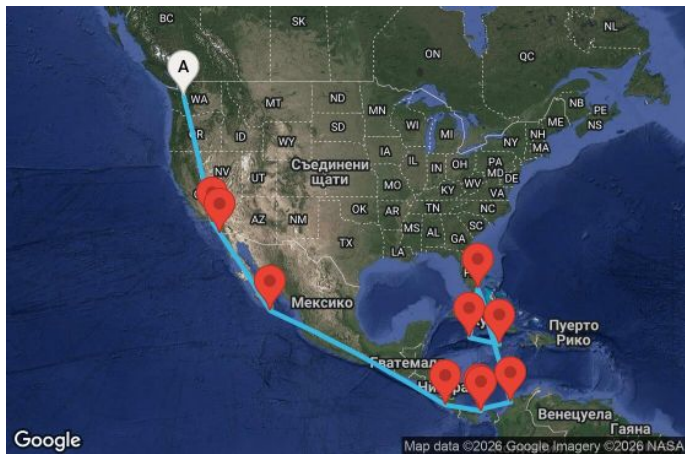 BC
SK
NL
ON
QC
A
WA
MT
ND
MN
NB
PE
NS
ME
OR
ID
SD
WI
MI
NH
MA
NY
WY
IA
NV
UT
Съединени
щати
IL
IN
OH
PA
MD
DE
MO
KY
WV
VA
AZ
NM
OK
AR
TN
NC
MS
AL
SC
GA
TX
LA
Мексико
Пуерто
Рико
Гватемала
Венецуела
Гаяна
Google
Map data ©2026 Google Imagery ©2026 NASA